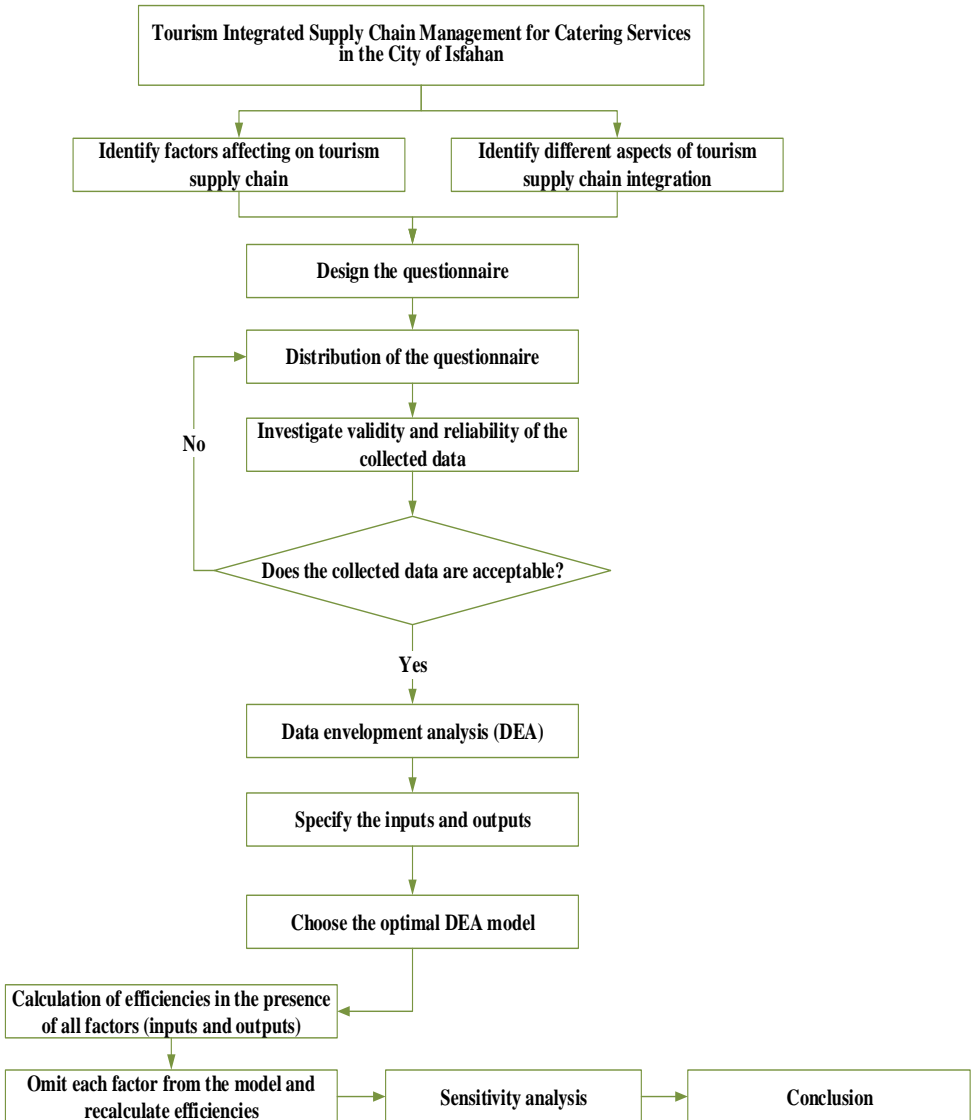 Tourism Integrated Supply Chain Management for Catering Services
in the City of Isfahan
Identify factors affecting on tourism
supply chain
Identify different aspects of tourism
supply chain integration
Design the questionnaire
Distribution of the questionnaire
No
Investigate validity and reliability of the
collected data
Does the collected data are acceptable?
Yes
Data envelopment analysis (DEA)
Specify the inputs and outputs
Choose the optimal DEA model
Calculation of efficiencies in the presence
of all factors (inputs and outputs)
Omit each factor from the model and
recalculate efficiencies
Sensitivity analysis
Conclusion